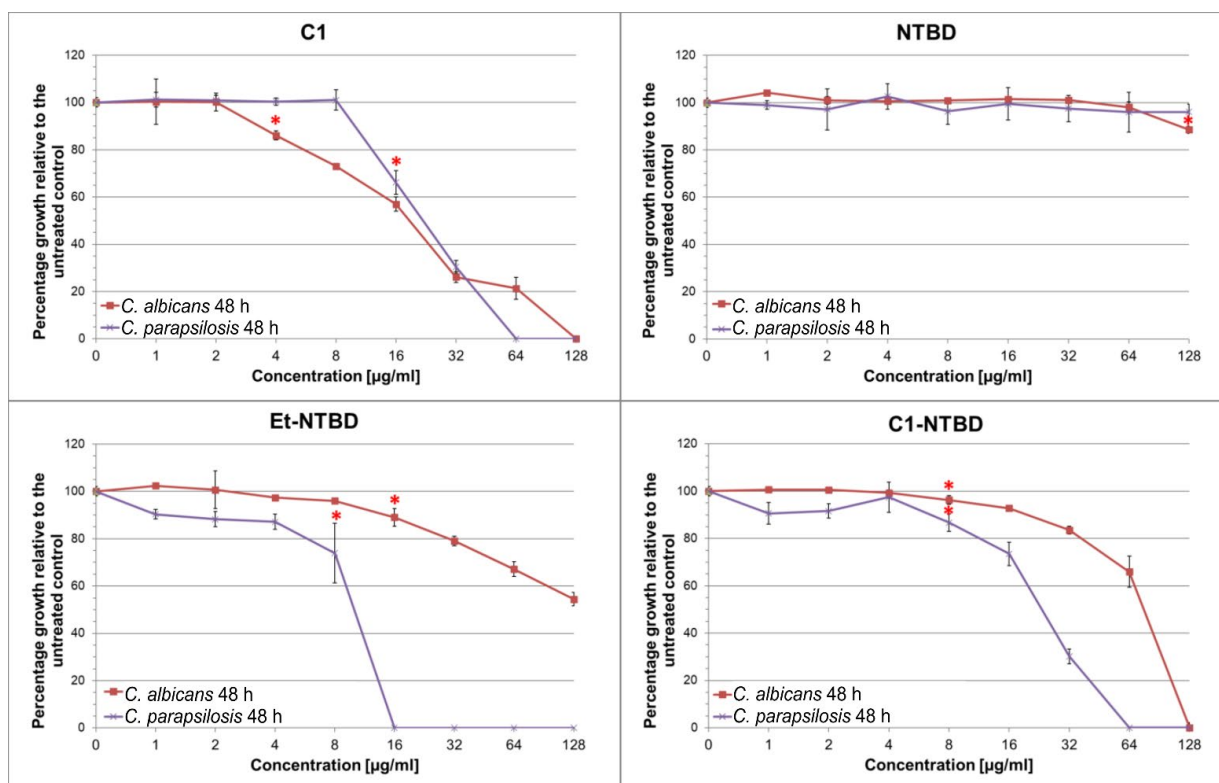 C1
Percentage growth relative to the
untreated control
120
100
80
60
40
20
0
*
*
C. albicans 48 h
C. parapsilosis 48 h
0 1 2 4 8 16 32 64 128
Concentration [µg/ml]
NTBD
Percentage growth relative to the
untreated control
120
100
80
60
40
20
0
*
C. albicans 48 h
C. parapsilosis 48 h
0 1 2 4 8 16 32 64 128
Concentration [µg/ml]
Et-NTBD
Percentage growth relative to the
untreated control
120
100
80
60
40
20
0
*
*
C. albicans 48 h
C. parapsilosis 48 h
0 1 2 4 8 16 32 64 128
Concentration [µg/ml]
C1-NTBD
Percentage growth relative to the
untreated control
120
100
80
60
40
20
0
*
*
C. albicans 48 h
C. parapsilosis 48 h
0 1 2 4 8 16 32 64 128
Concentration [µg/ml]